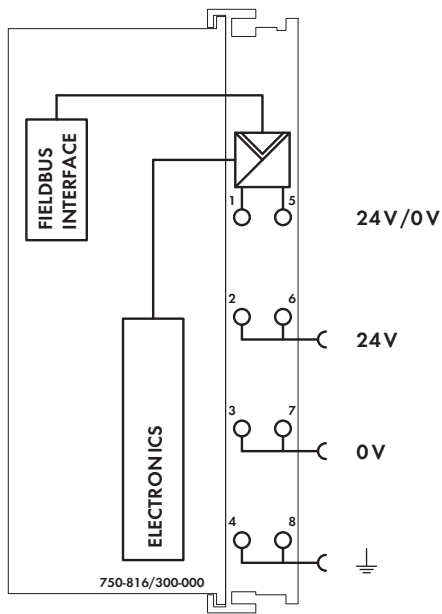 FIELDBUS
INTERFACE
1 5
24V/0V
2 6
24V
3 7
0V
ELECTRONICS
4 8
750-816/300-000